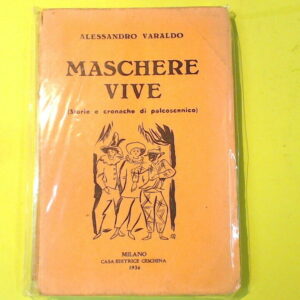 ALESSANDRO VARALDO
MASCHERE
VIVE
(Storie e cronache di palcoscenico)
MILANO
CASA EDITRICE CESCHINA
1936